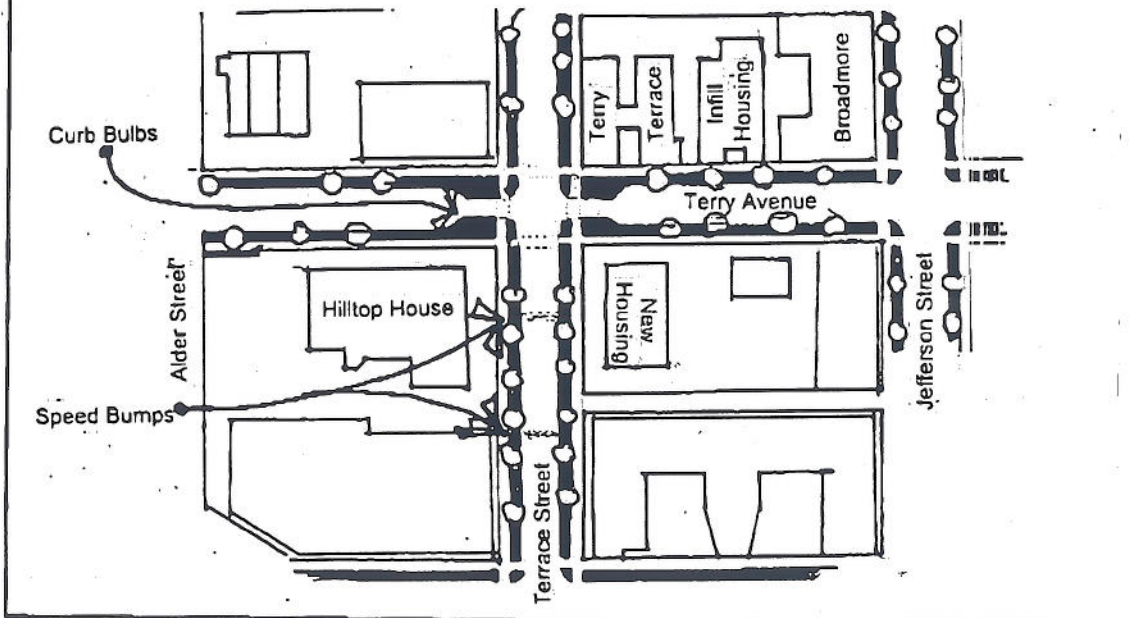 Curb Bulbs
Terry
Terrace
Infill
Housing
Broadmore
Terry Avenue
Alder Street
Hilltop House
New
Housing
Jefferson Street
Speed Bumps
Terrace Street